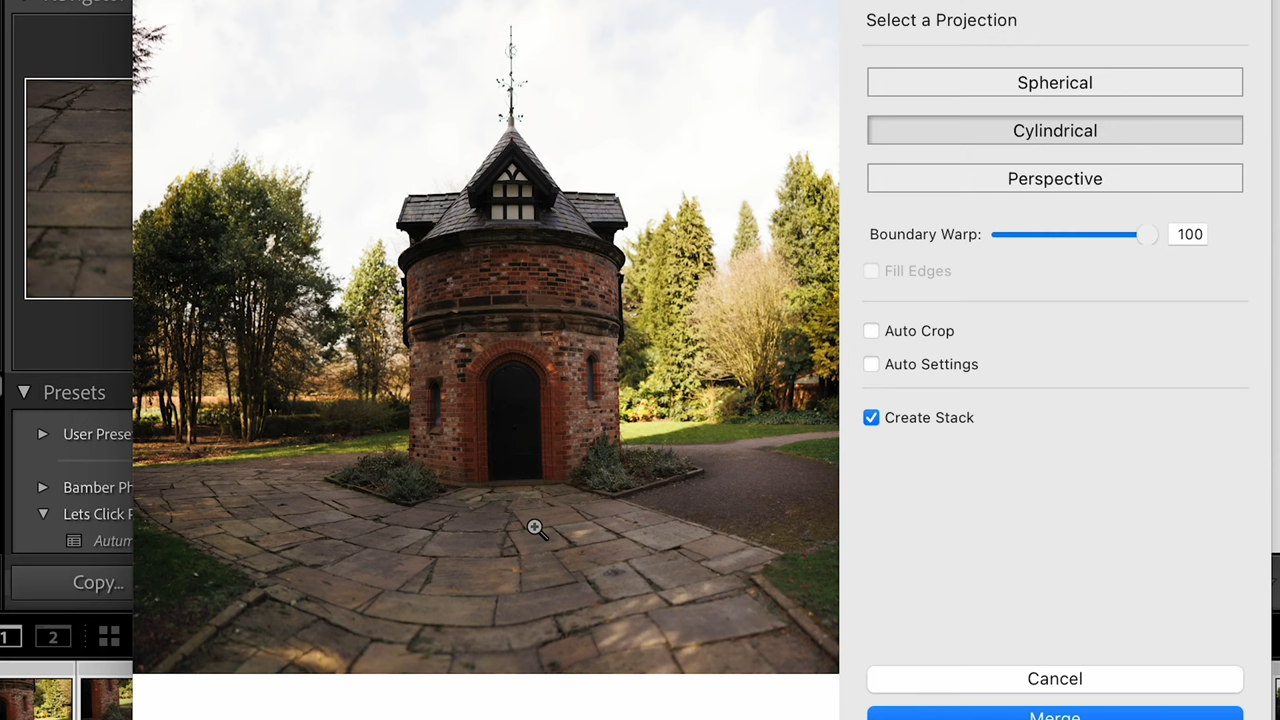 Select a Projection
Spherical
Cylindrical
Perspective
Boundary Warp: 100
Fill Edges
Auto Crop
Auto Settings
Create Stack
Cancel
Merge
Presets
User Prese
Bamber Ph
Lets Click P
Autum
Copy...
1 2